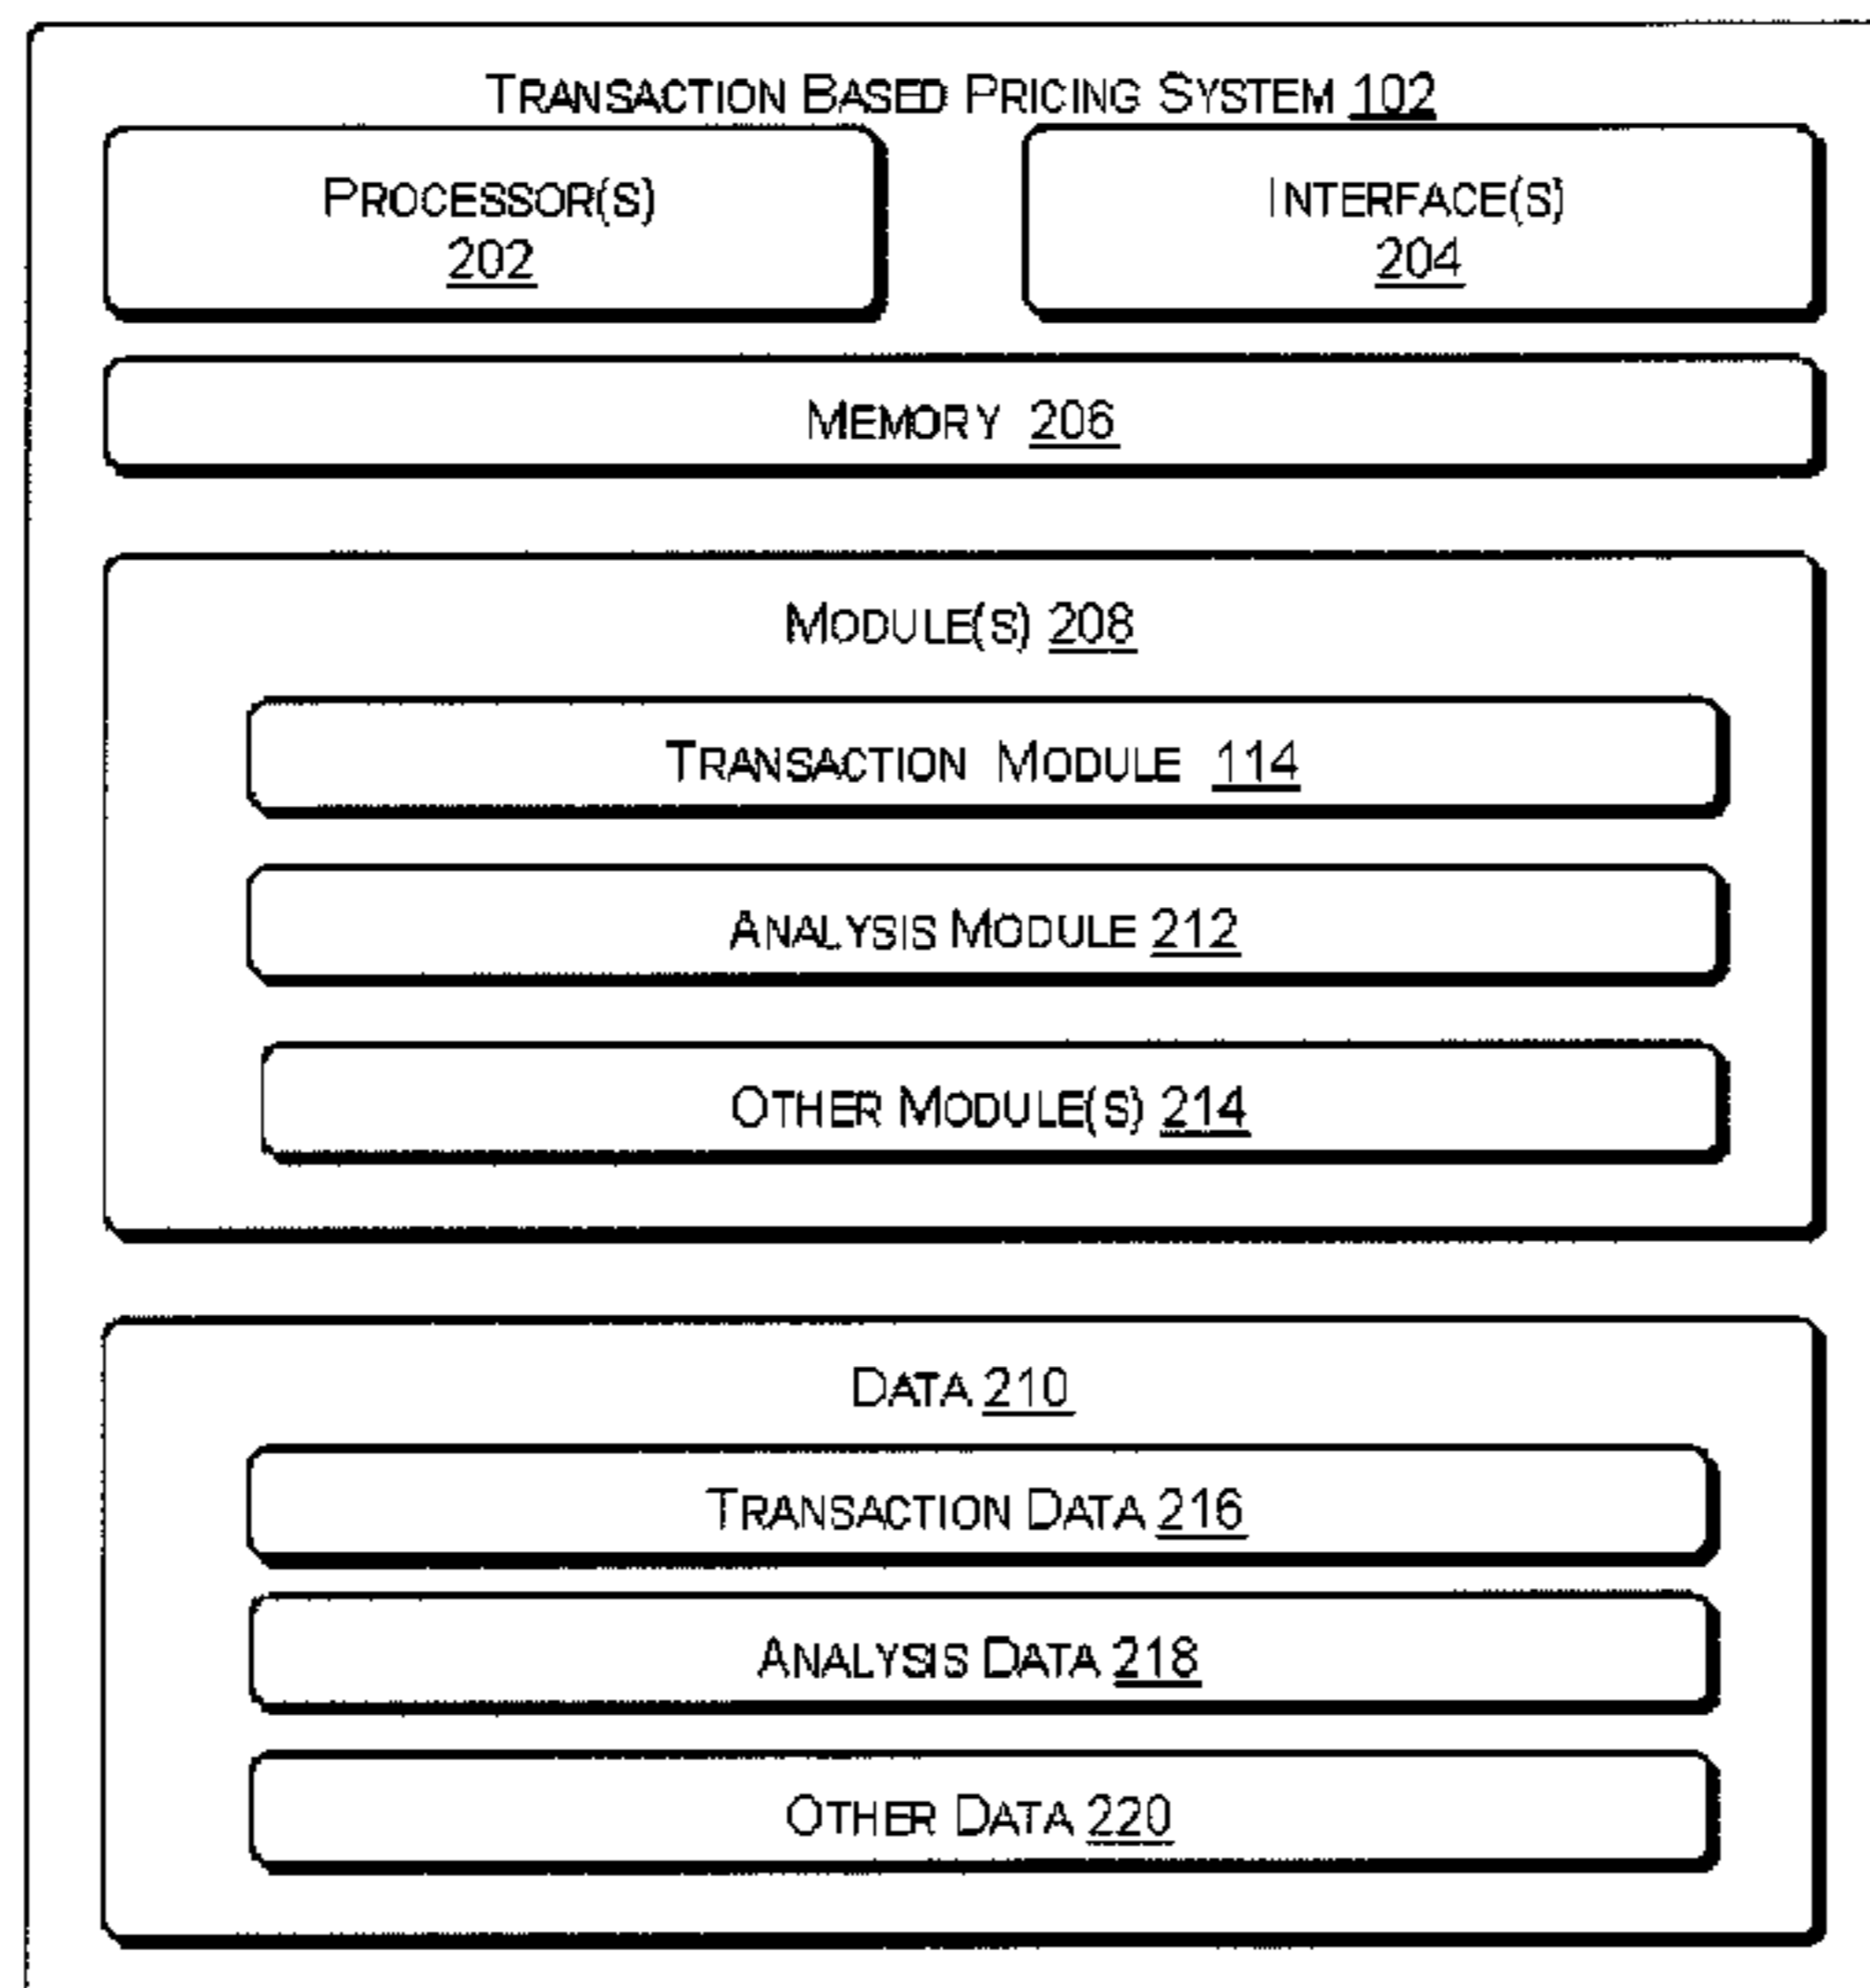 TRANSACTION BASED PRICING SYSTEM 102
PROCESSOR(S)
202
INTERFACE(S)
204
MEMORY 206
MODULE(S) 208
TRANSACTION MODULE 114
ANALYSIS MODULE 212
OTHER MODULE(S) 214
DATA 210
TRANSACTION DATA 216
ANALYSIS DATA 218
OTHER DATA 220